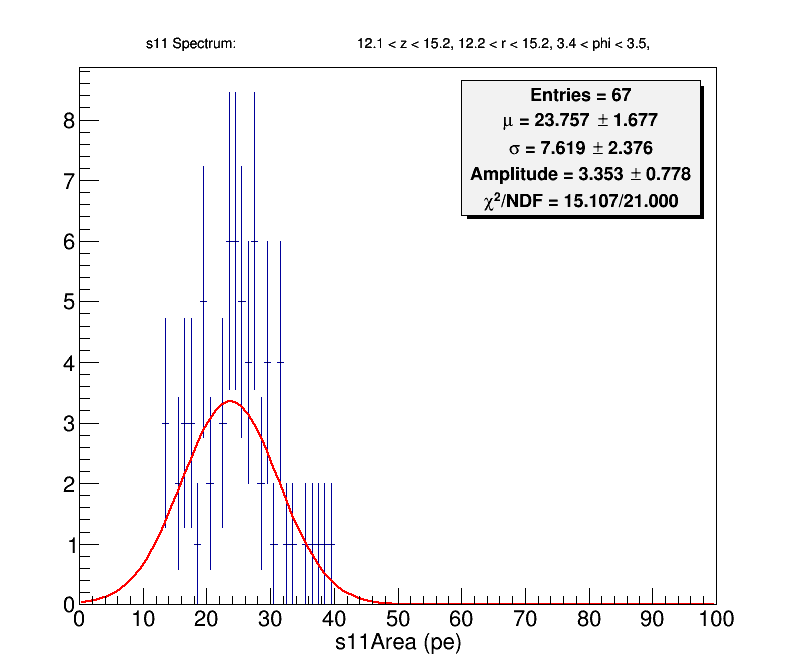 s11 Spectrum: 12.1 < z < 15.2, 12.2 < r < 15.2, 3.4 < phi < 3.5,
Entries = 67
μ = 23.757 ± 1.677
σ = 7.619 ± 2.376
Amplitude = 3.353 ± 0.778
χ²/NDF = 15.107/21.000
8
7
6
5
4
3
2
1
0
0 10 20 30 40 50 60 70 80 90 100
s11Area (pe)